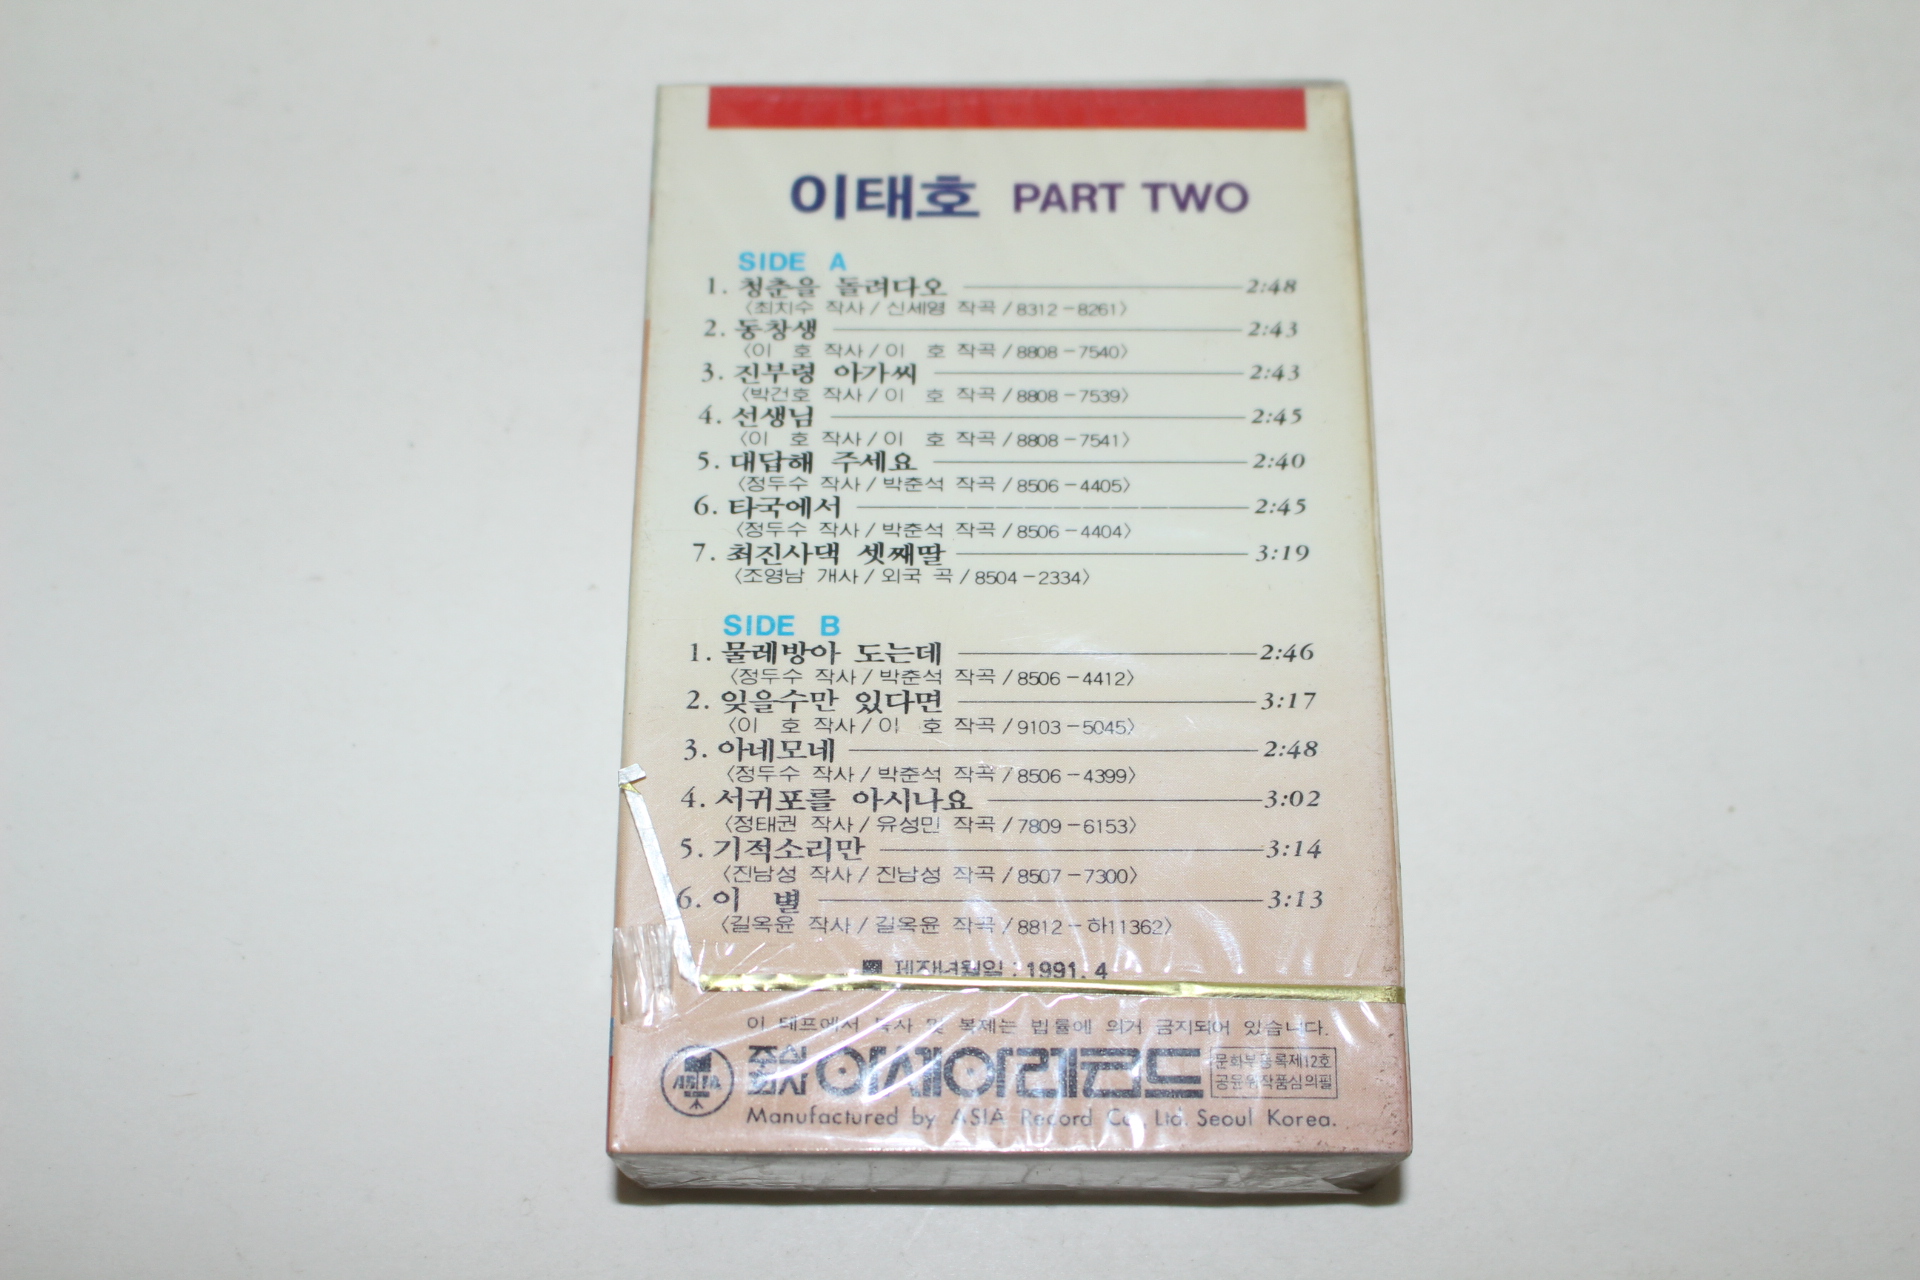 이태호 PART TWO
SIDE A
1. 청춘을 돌려다오 2:48
〈최치수 작사/신세영 작곡/8312-8261〉
2. 동창생 2:43
〈이 호 작사/이 호 작곡/8808-7540〉
3. 진부령 아가씨 2:43
〈박건호 작사/이 호 작곡/8808-7539〉
4. 선생님 2:45
〈이 호 작사/이 호 작곡/8808-7541〉
5. 대답해 주세요 2:40
〈정두수 작사/박춘석 작곡/8506-4405〉
6. 타국에서 2:45
〈정두수 작사/박춘석 작곡/8506-4404〉
7. 최진사댁 셋째딸 3:19
〈조영남 개사/외국 곡/8504-2334〉
SIDE B
1. 물레방아 도는데 2:46
〈정두수 작사/박춘석 작곡/8506-4412〉
2. 잊을수만 있다면 3:17
〈이 호 작사/이 호 작곡/9103-5045〉
3. 아네모네 2:48
〈정두수 작사/박춘석 작곡/8506-4399〉
4. 서귀포를 아시나요 3:02
〈정태권 작사/유성민 작곡/7809-6153〉
5. 기적소리만 3:14
〈진남성 작사/진남성 작곡/8507-7300〉
6. 이 별 3:13
〈길옥윤 작사/길옥윤 작곡/8812-하11362〉
■ 제작년월일 : 1991. 4
이 테프에서 복사 및 복제는 법률에 의거 금지되어 있습니다.
ASIA 주식회사 아세아레코드
문화부등록제12호
공윤위작품심의필
Manufactured by ASIA Record Co., Ltd. Seoul Korea.